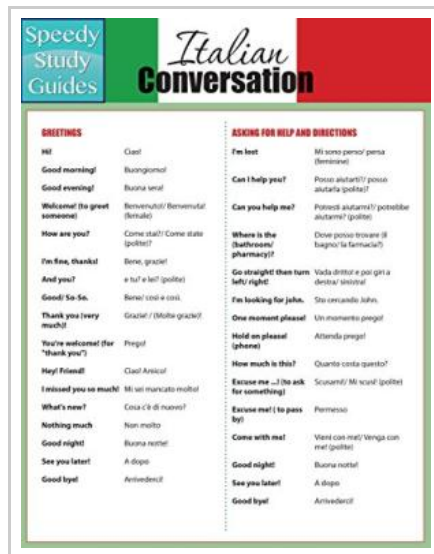 Speedy
Study
Guides
Italian
Conversation
GREETINGS
Hi! Ciao!
Good morning! Buongiorno!
Good evening! Buona sera!
Welcome! (to greet Benvenuto!/ Benvenuta!
someone) (female)
How are you? Come stai?/ Come state
(polite)?
I'm fine, thanks! Bene, grazie!
And you? e tu? e lei? (polite)
Good/ So-So. Bene/ così e così.
Thank you (very Grazie! / (Molte grazie)!
much)!
You're welcome! (for Prego!
"thank you")
Hey! Friend! Ciao! Amico!
I missed you so much! Mi sei mancato molto!
What's new? Cosa c'è di nuovo?
Nothing much Non molto
Good night! Buona notte!
See you later! A dopo
Good bye! Arrivederci!
ASKING FOR HELP AND DIRECTIONS
I'm lost Mi sono perso/ persa
(feminine)
Can I help you? Posso aiutarti?/ posso
aiutarla (polite)?
Can you help me? Potresti aiutarmi?/ potrebbe
aiutarmi? (polite)
Where is the Dove posso trovare (il
(bathroom/ bagno/ la farmacia?)
pharmacy)?
Go straight! then turn Vada dritto! e poi giri a
left/ right! destra/ sinistra!
I'm looking for john. Sto cercando John.
One moment please! Un momento prego!
Hold on please! Attenda prego!
(phone)
How much is this? Quanto costa questo?
Excuse me ...! (to ask Scusami!/ Mi scusi! (polite)
for something)
Excuse me! ( to pass Permesso
by)
Come with me! Vieni con me!/ Venga con
me! (polite)
Good night! Buona notte!
See you later! A dopo
Good bye! Arrivederci!